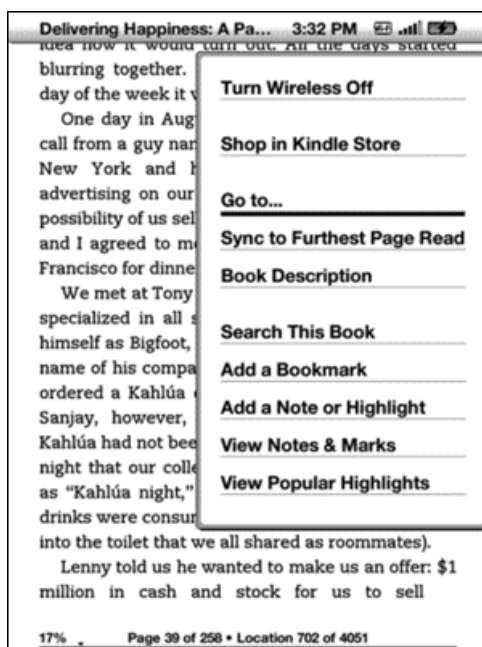 Delivering Happiness: A Pa... 3:32 PM
idea how it would turn out. All the days started
blurring together.
day of the week it
One day in Aug
call from a guy nam
New York and
advertising on our
possibility of us sel
and I agreed to me
Francisco for dinne
We met at Tony
specialized in all s
himself as Bigfoot,
name of his compa
ordered a Kahlúa
Sanjay, however,
Kahlúa had not bee
night that our colle
as “Kahlúa night,”
drinks were consur
into the toilet that we all shared as roommates).
Lenny told us he wanted to make us an offer: $1
million in cash and stock for us to sell
Turn Wireless Off
Shop in Kindle Store
Go to...
Sync to Furthest Page Read
Book Description
Search This Book
Add a Bookmark
Add a Note or Highlight
View Notes & Marks
View Popular Highlights
17% Page 39 of 258 • Location 702 of 4051